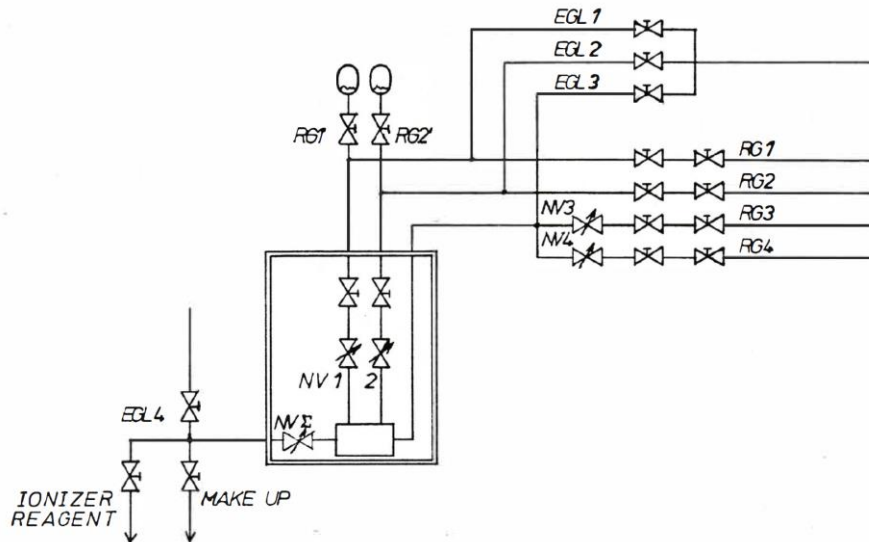 EGL 1
EGL 2
EGL 3
RG1'
RG2'
RG1
RG2
NV3
RG3
NV4
RG4
NV 1 2
EGL4
NV Σ
IONIZER
REAGENT
MAKE UP